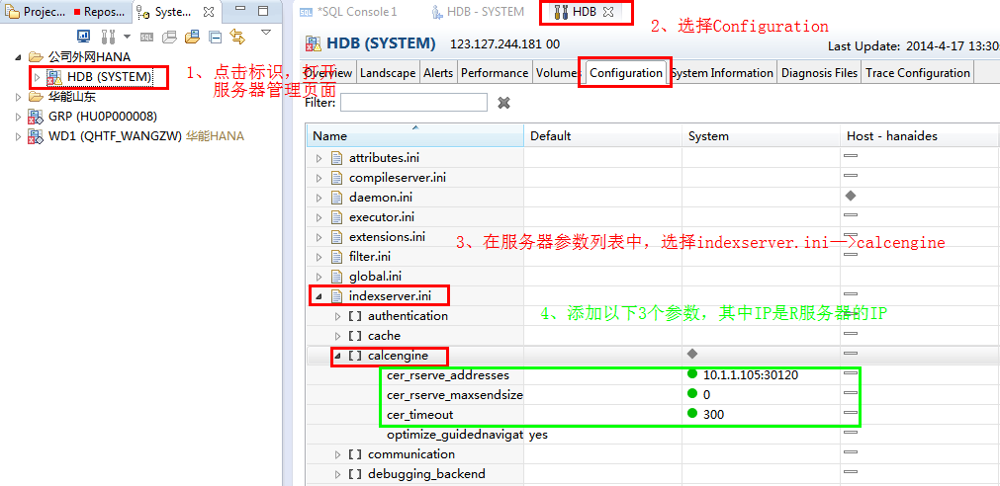 Projec...
Repos...
Syste...
*SQL Console 1
HDB - SYSTEM
HDB
2、选择Configuration
公司外网HANA
HDB (SYSTEM)
华能山东
GRP (HU0P000008)
WD1 (QHTF_WANGZW) 华能HANA
1、点击标识,打开
服务器管理页面
HDB (SYSTEM) 123.127.244.181 00
Last Update: 2014-4-17 13:30
Overview Landscape Alerts Performance Volumes Configuration System Information Diagnosis Files Trace Configuration
Filter:
Name Default System Host - hanaides
attributes.ini
compileserver.ini
daemon.ini
executor.ini
extensions.ini
3、在服务器参数列表中,选择indexserver.ini—>calcengine
filter.ini
global.ini
indexserver.ini
authentication
4、添加以下3个参数,其中IP是R服务器的IP
cache
calcengine
cer_rserve_addresses 10.1.1.105:30120
cer_rserve_maxsendsize 0
cer_timeout 300
optimize_guidednavigat yes
communication
debugging_backend